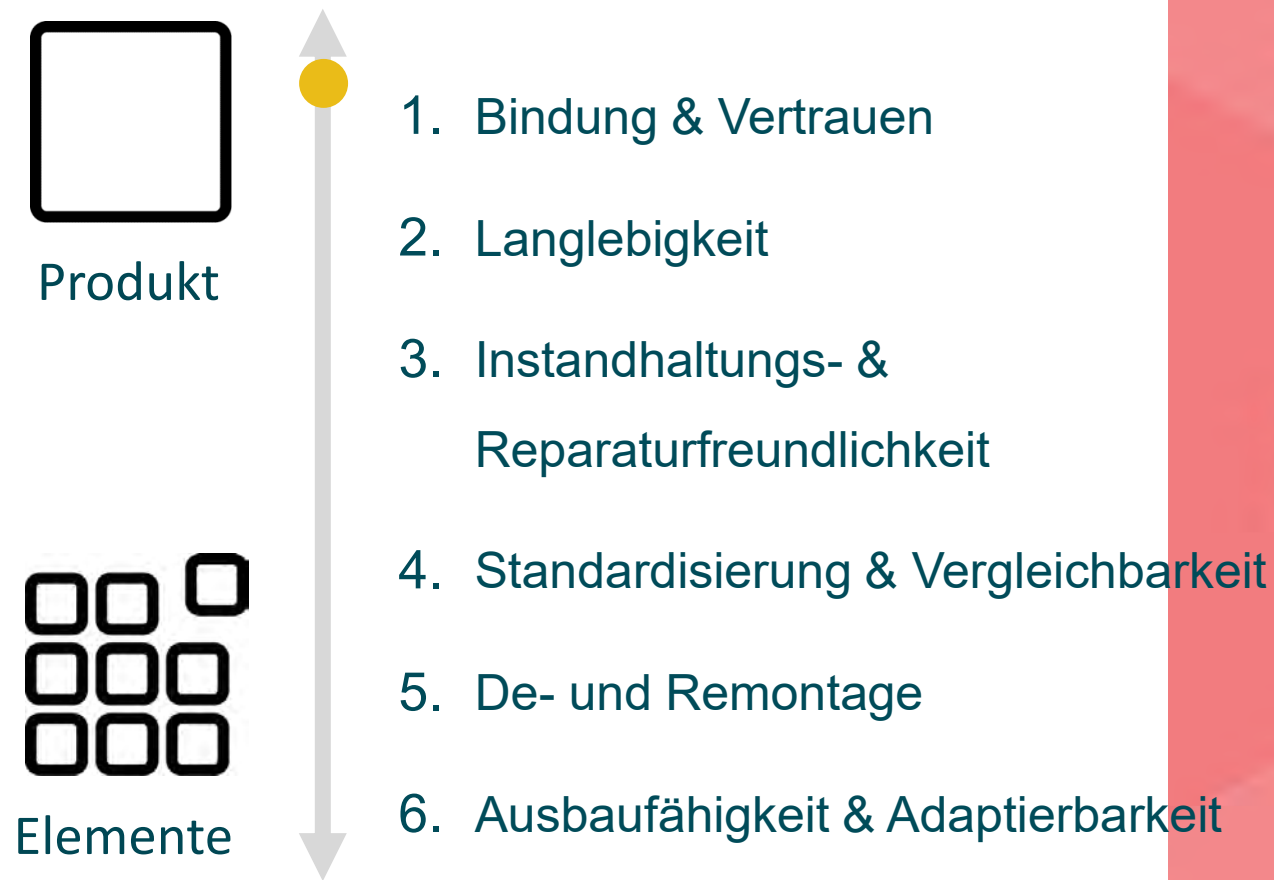 Produkt
1. Bindung & Vertrauen
2. Langlebigkeit
3. Instandhaltungs- &
Reparaturfreundlichkeit
4. Standardisierung & Vergleichbarkeit
5. De- und Remontage
6. Ausbaufähigkeit & Adaptierbarkeit
Elemente